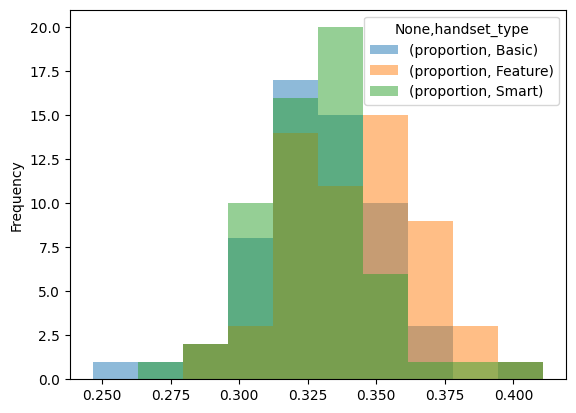 None,handset_type
(proportion, Basic)
(proportion, Feature)
(proportion, Smart)
Frequency
20.0
17.5
15.0
12.5
10.0
7.5
5.0
2.5
0.0
0.250 0.275 0.300 0.325 0.350 0.375 0.400